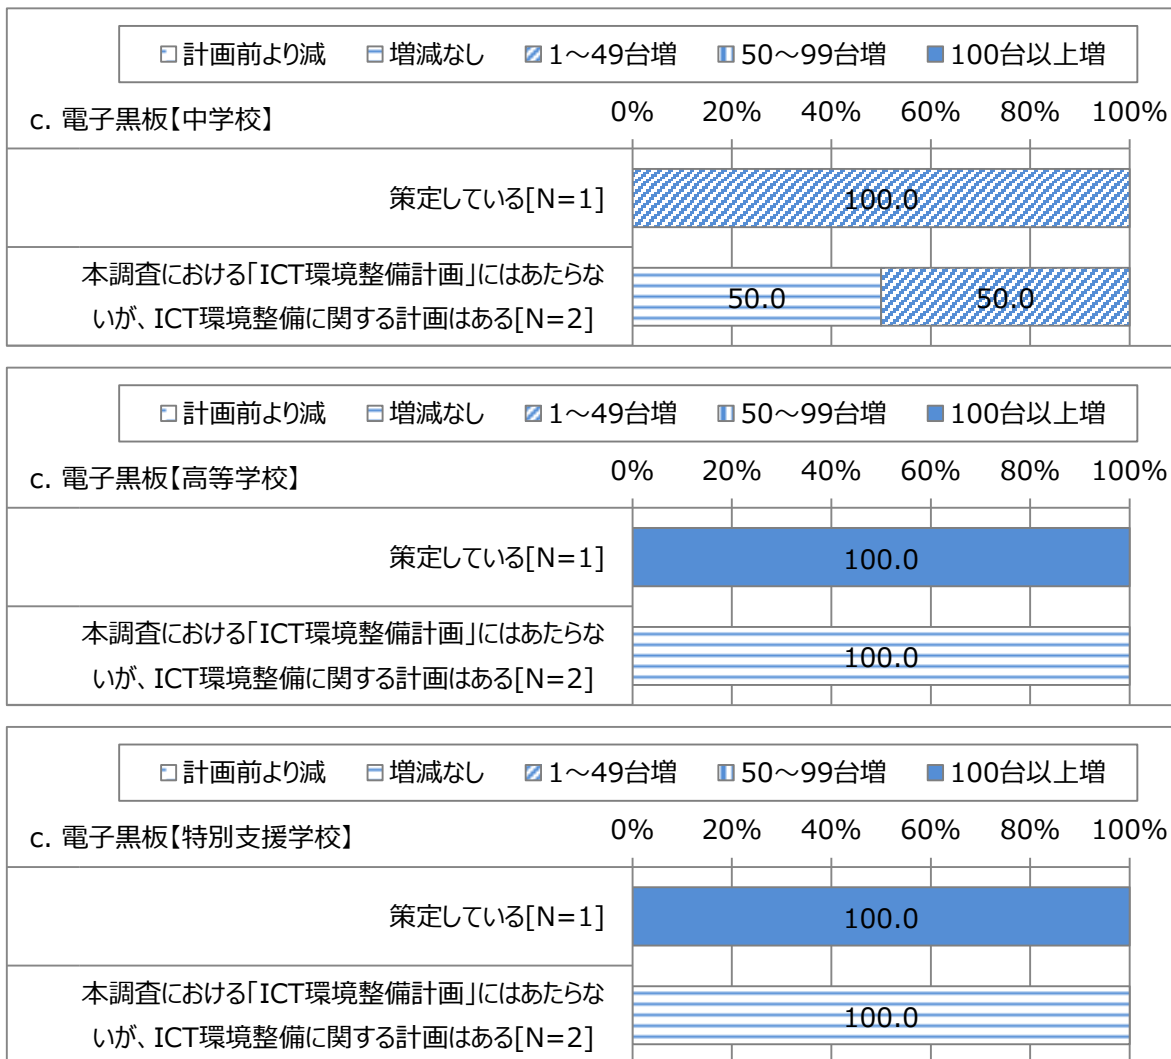 計画前より減 増減なし 1～49台増 50～99台増 100台以上増
c. 電子黒板【中学校】 0% 20% 40% 60% 80% 100%
策定している[N=1] 100.0
本調査における「ICT環境整備計画」にはあたらな
いが、ICT環境整備に関する計画はある[N=2] 50.0 50.0
計画前より減 増減なし 1～49台増 50～99台増 100台以上増
c. 電子黒板【高等学校】 0% 20% 40% 60% 80% 100%
策定している[N=1] 100.0
本調査における「ICT環境整備計画」にはあたらな
いが、ICT環境整備に関する計画はある[N=2] 100.0
計画前より減 増減なし 1～49台増 50～99台増 100台以上増
c. 電子黒板【特別支援学校】 0% 20% 40% 60% 80% 100%
策定している[N=1] 100.0
本調査における「ICT環境整備計画」にはあたらな
いが、ICT環境整備に関する計画はある[N=2] 100.0